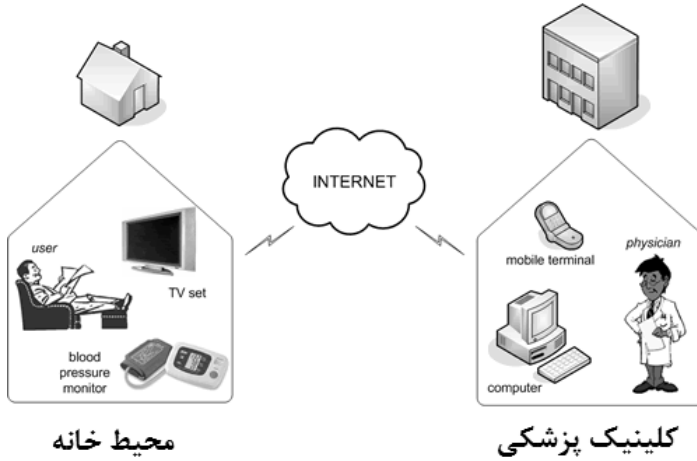 INTERNET
user
TV set
blood
pressure
monitor
محیط خانه
mobile terminal
physician
computer
کلینیک پزشکی